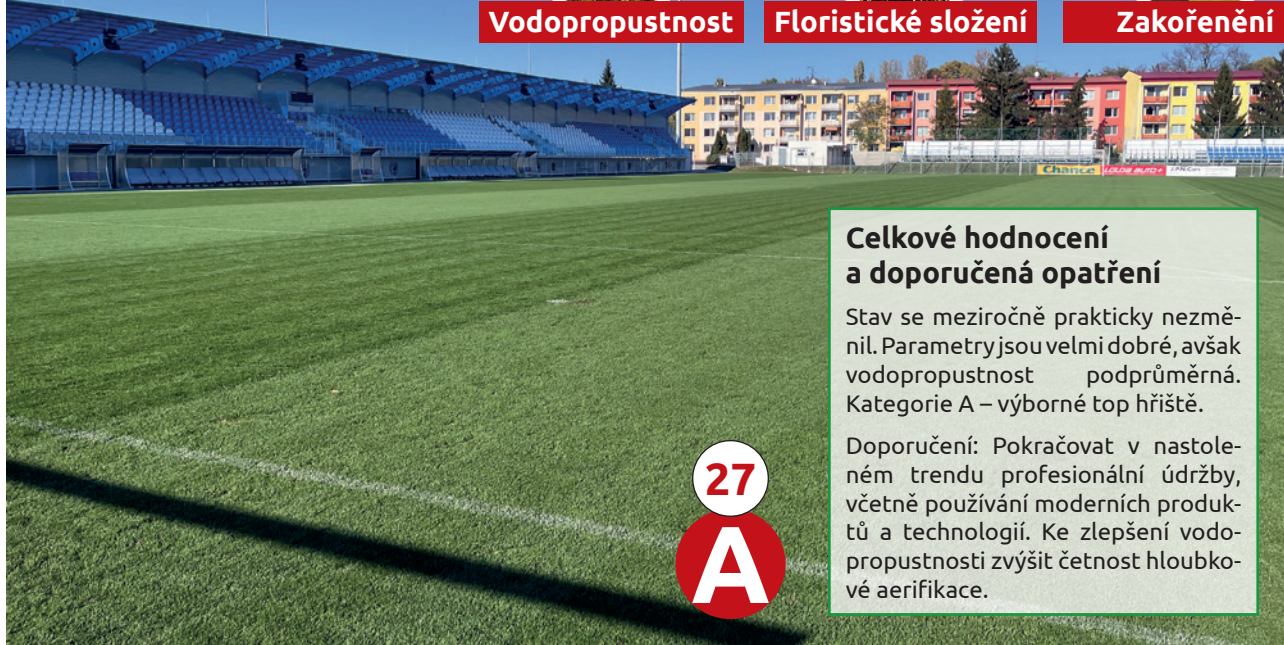 Vodopropustnost
Floristické složení
Zakořenění
Celkové hodnocení
a doporučená opatření
Stav se meziročně prakticky nezmě-
nil. Parametry jsou velmi dobré, avšak
vodopropustnost podprůměrná.
Kategorie A – výborné top hřiště.
Doporučení: Pokračovat v nastole-
ném trendu profesionální údržby,
včetně používání moderních produk-
tů a technologií. Ke zlepšení vodo-
propustnosti zvýšit četnost hloubko-
vé aerifikace.
27
A
Chance